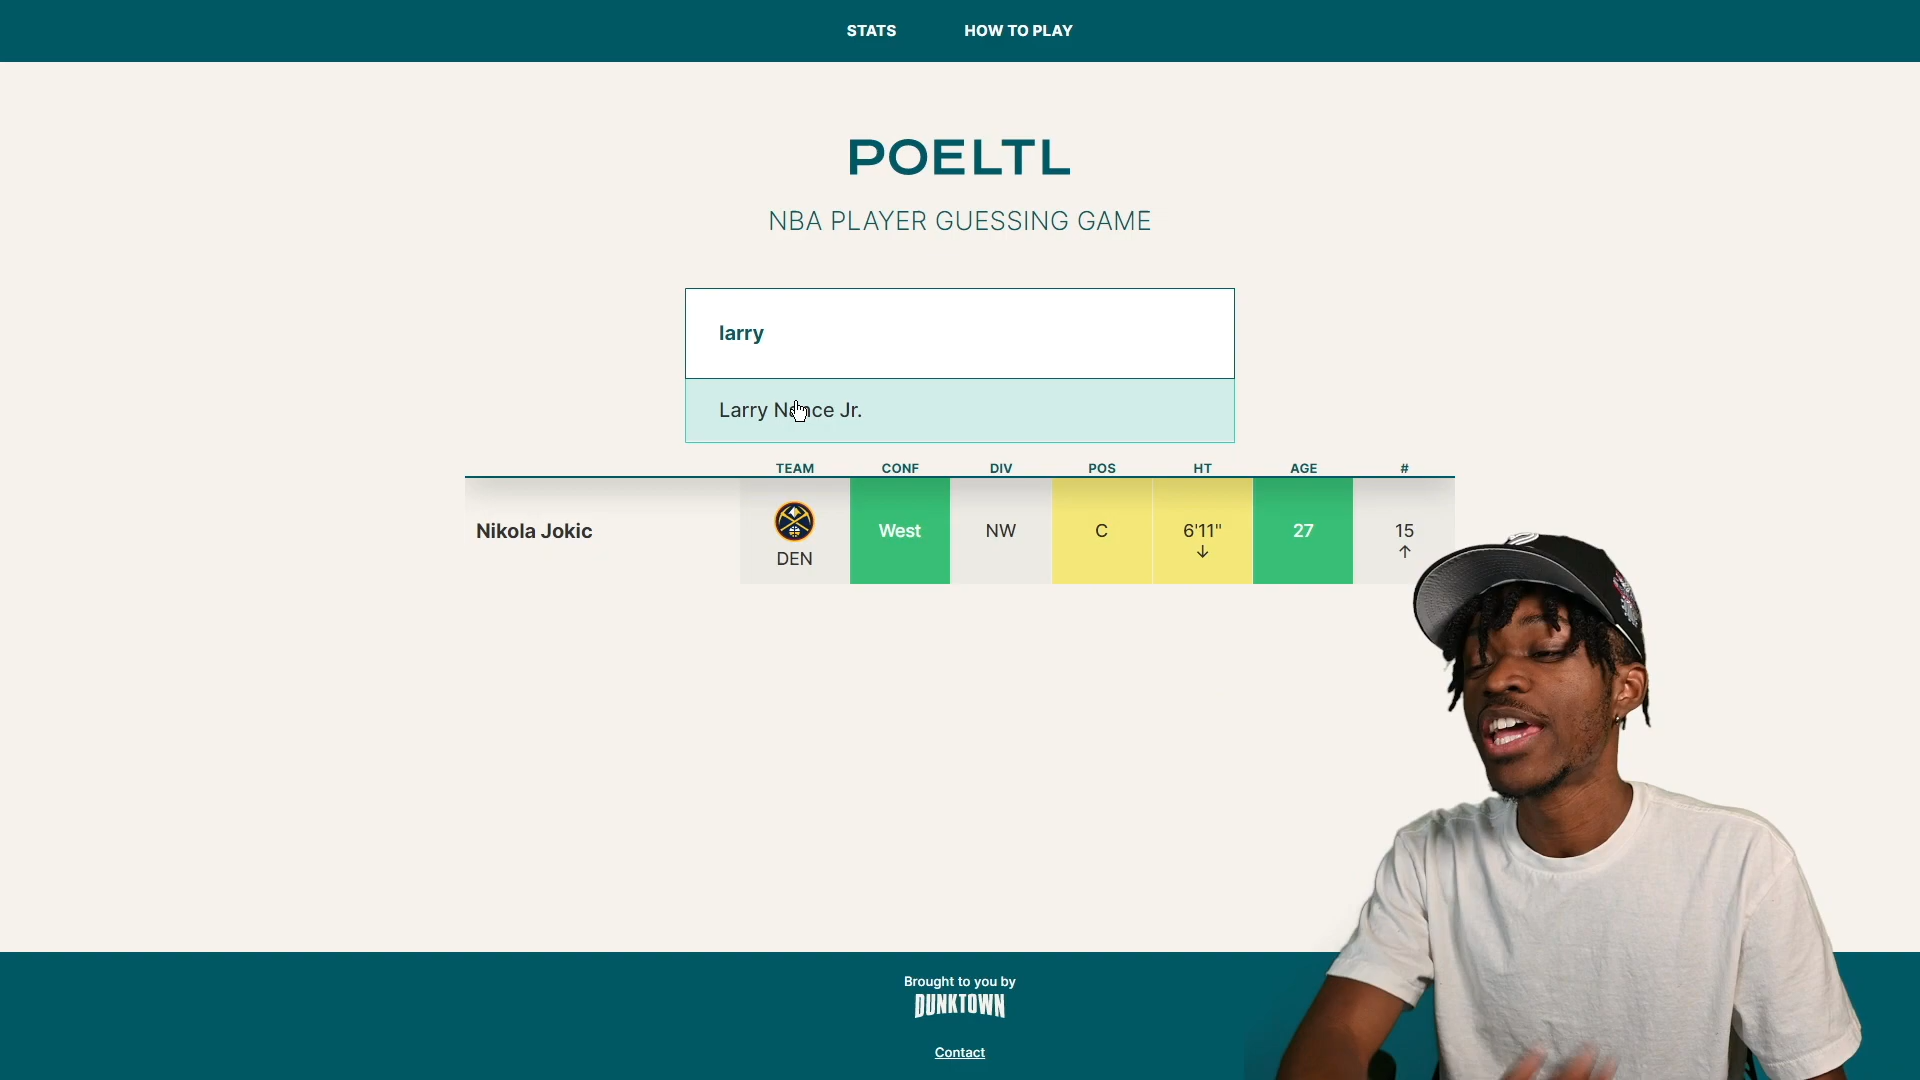 STATS HOW TO PLAY
POELTL
NBA PLAYER GUESSING GAME
larry
Larry Nance Jr.
TEAM CONF DIV POS HT AGE #
Nikola Jokic DEN West NW C 6'11" ↓ 27 15 ↑
Brought to you by
DUNKTOWN
Contact